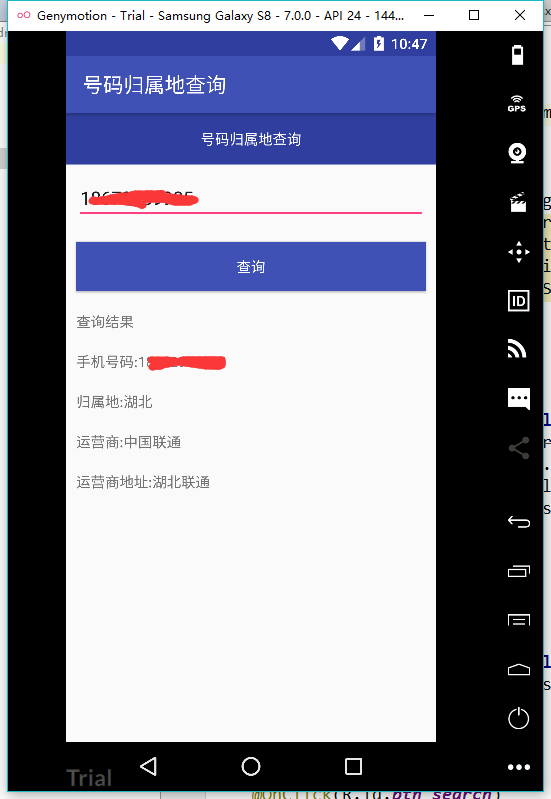 Genymotion - Trial - Samsung Galaxy S8 - 7.0.0 - API 24 - 144...
10:47
号码归属地查询
号码归属地查询
查询
查询结果
手机号码:1
归属地:湖北
运营商:中国联通
运营商地址:湖北联通
GPS
ID
Trial
@OnClick(R.id.btn_search)